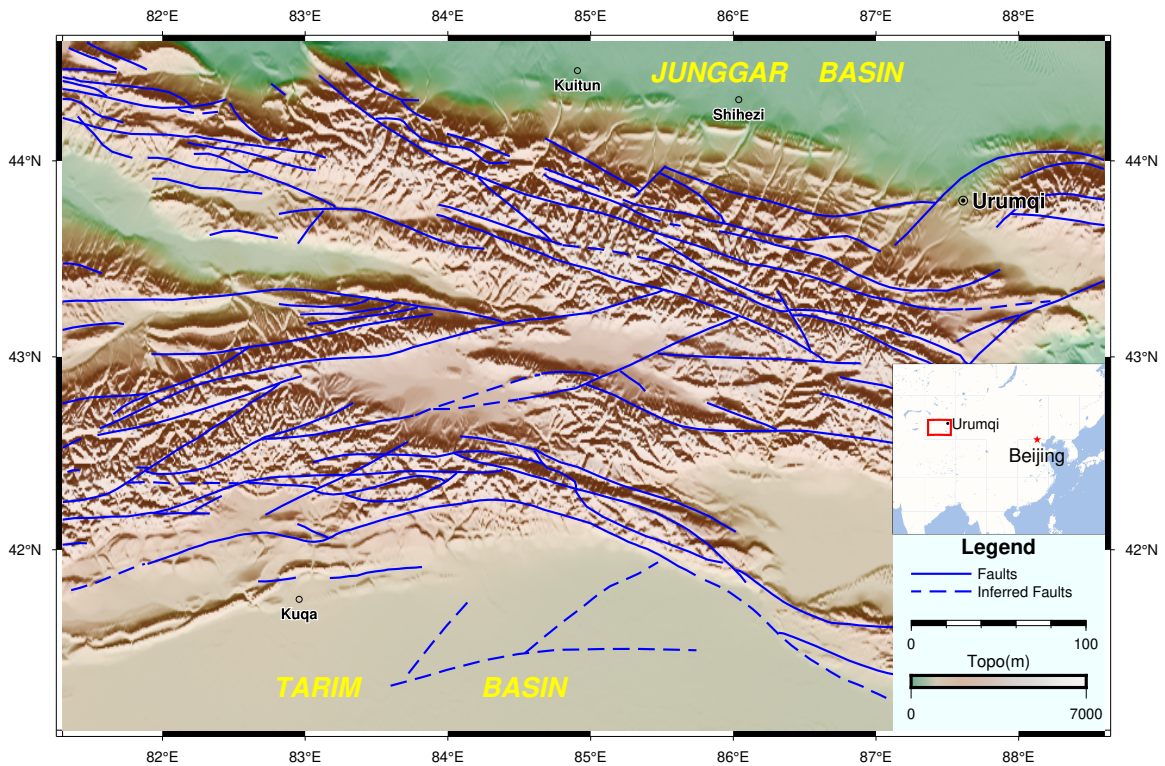 82°E 83°E 84°E 85°E 86°E 87°E 88°E
JUNGGAR BASIN
Kuitun
Shihezi
44°N 44°N
Urumqi
43°N 43°N
Urumqi
Beijing
42°N 42°N
Legend
Faults
Inferred Faults
Kuqa
0 100
Topo(m)
TARIM BASIN
0 7000
82°E 83°E 84°E 85°E 86°E 87°E 88°E